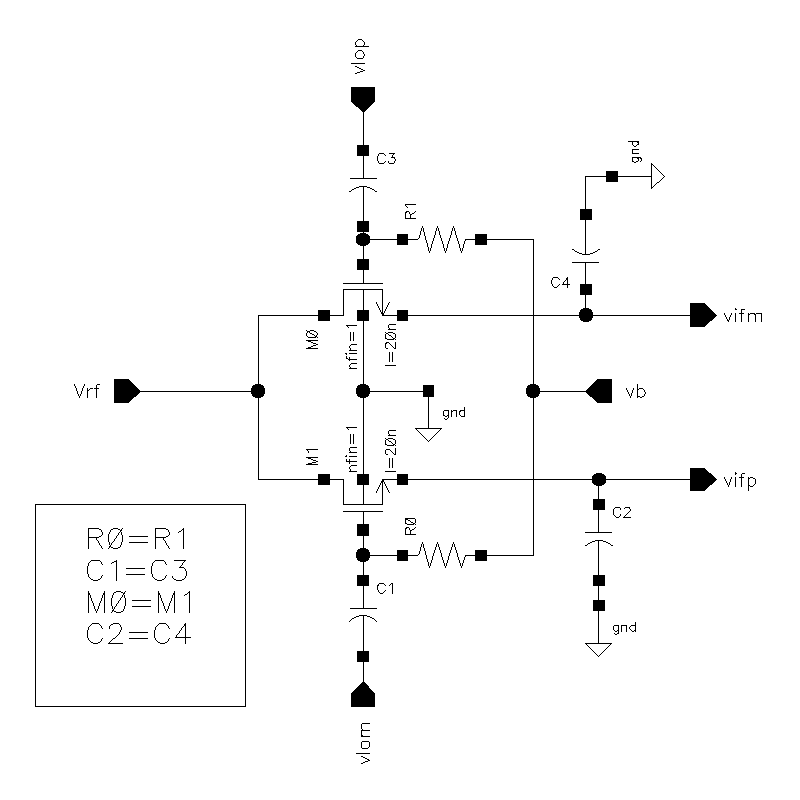 vlop
C3
gnd
R1
C4
vifm
M0
nfin=1
l=20n
Vrf
vb
gnd
M1
nfin=1
l=20n
vifp
R0
C2
R0=R1
C1=C3
M0=M1
C2=C4
C1
gnd
vlom